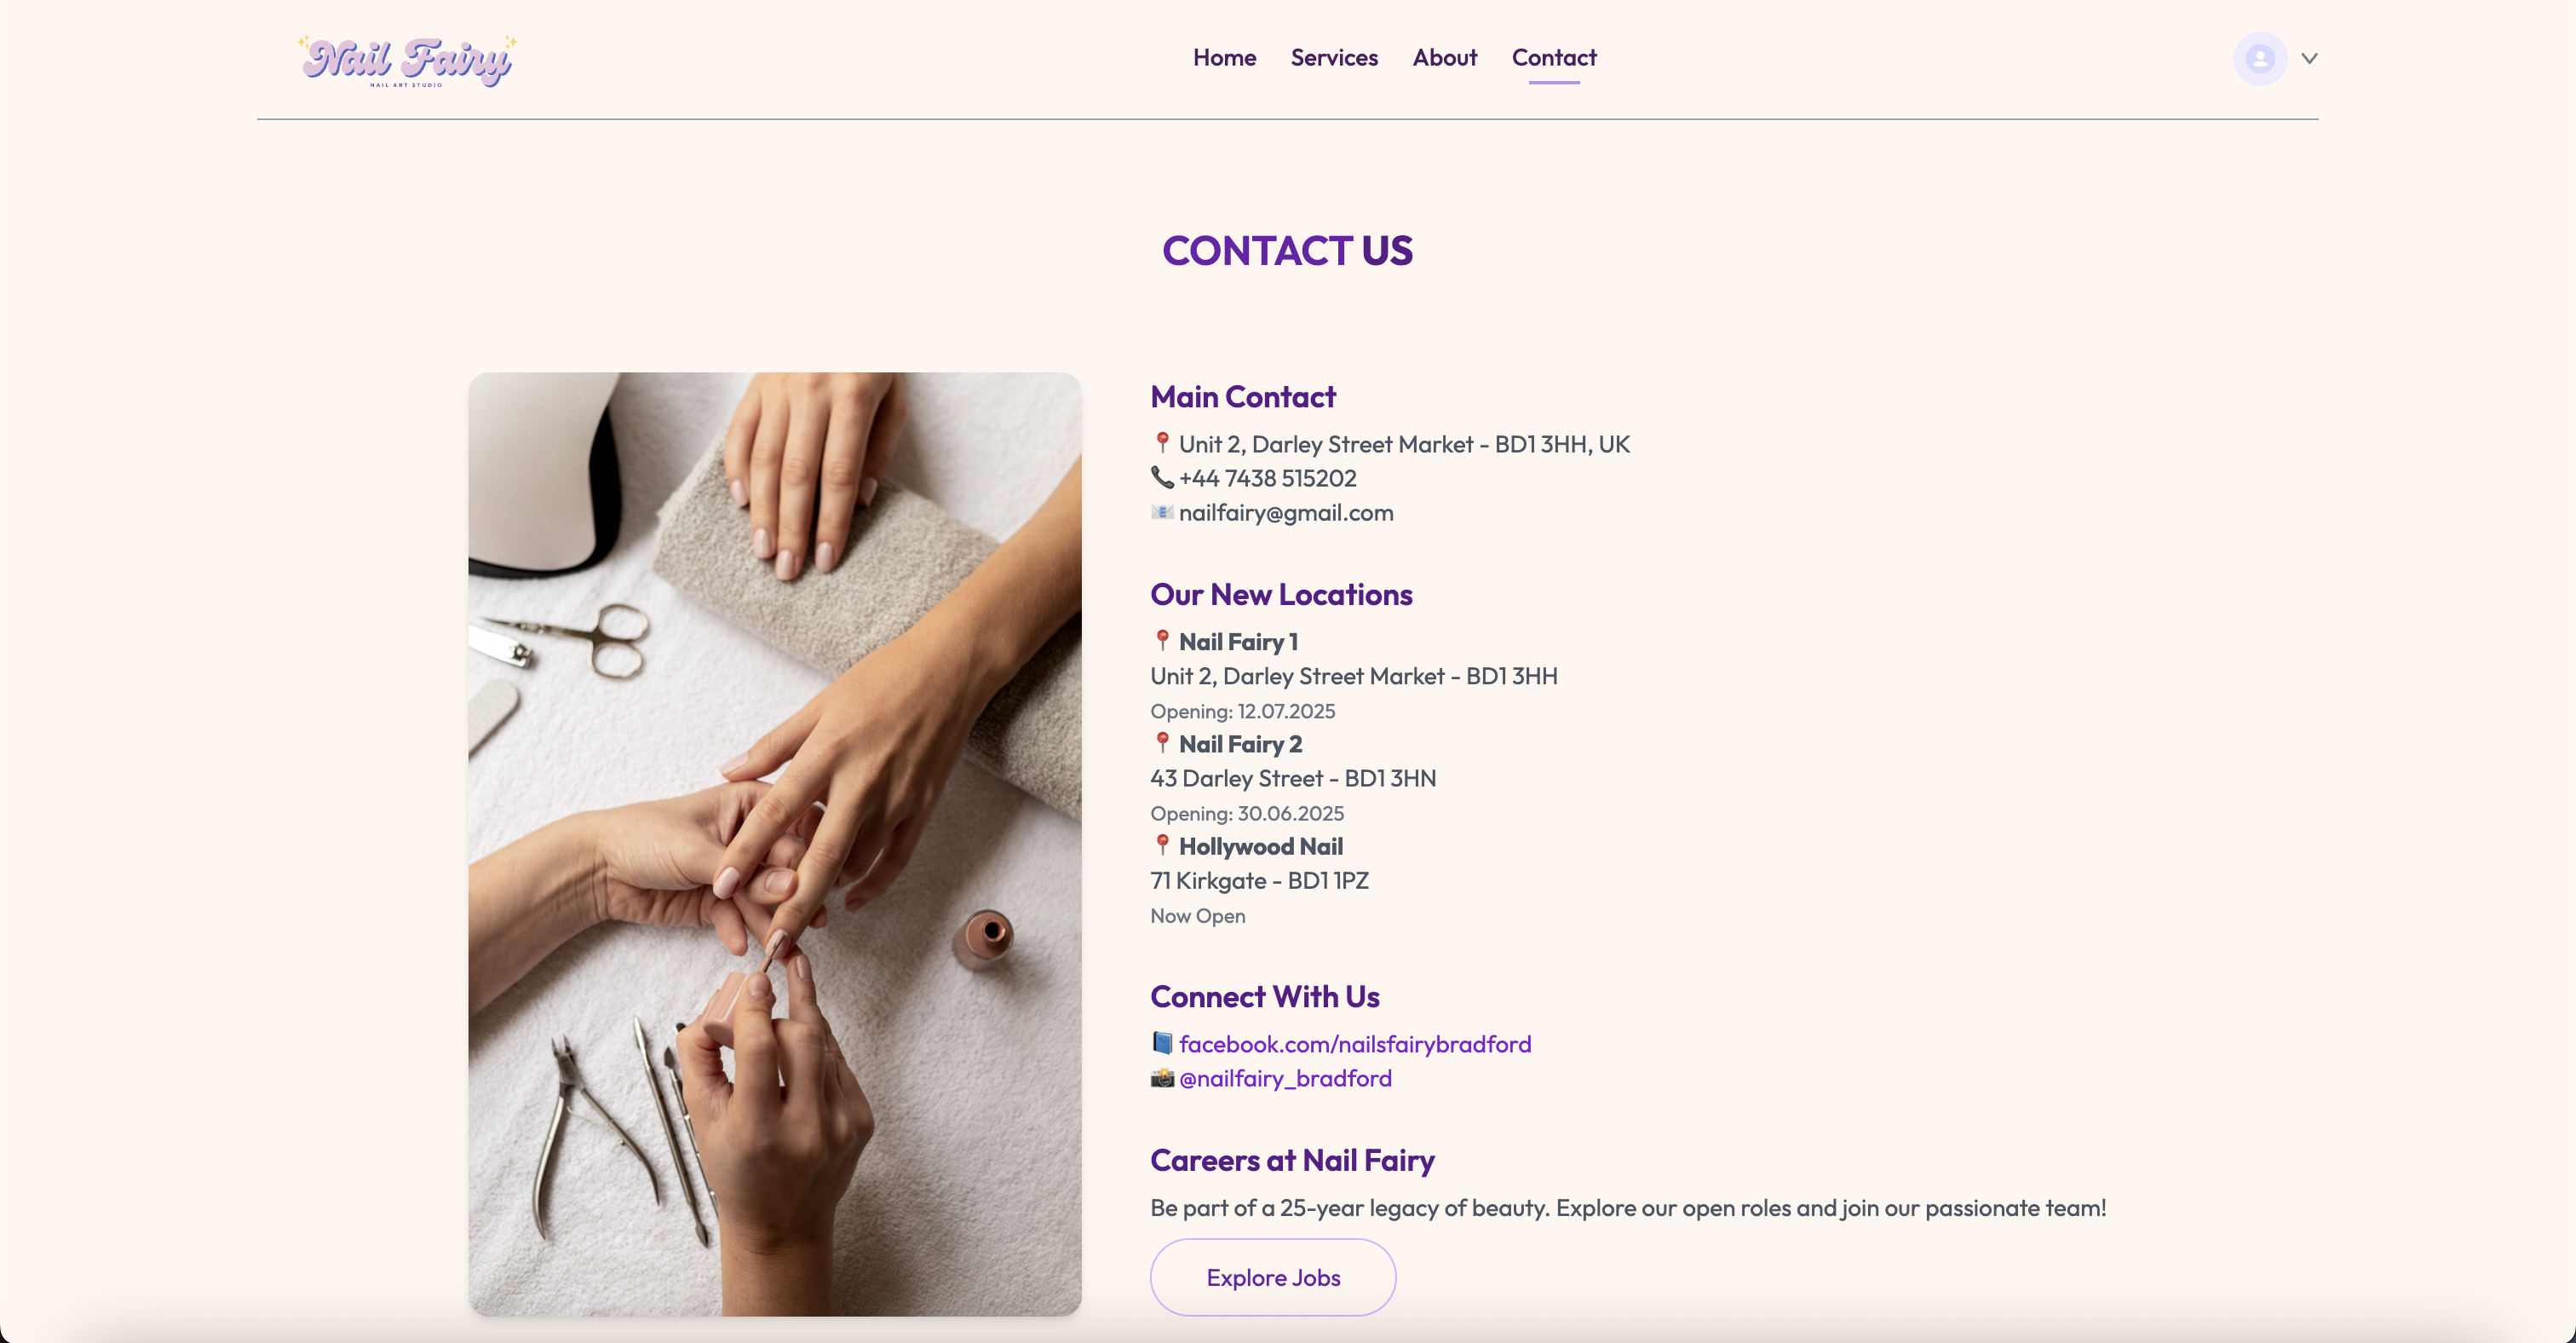 Nail Fairy
NAIL ART STUDIO
Home Services About Contact
CONTACT US
Main Contact
Unit 2, Darley Street Market - BD1 3HH, UK
+44 7438 515202
nailfairy@gmail.com
Our New Locations
Nail Fairy 1
Unit 2, Darley Street Market - BD1 3HH
Opening: 12.07.2025
Nail Fairy 2
43 Darley Street - BD1 3HN
Opening: 30.06.2025
Hollywood Nail
71 Kirkgate - BD1 1PZ
Now Open
Connect With Us
facebook.com/nailsfairybradford
@nailfairy_bradford
Careers at Nail Fairy
Be part of a 25-year legacy of beauty. Explore our open roles and join our passionate team!
Explore Jobs